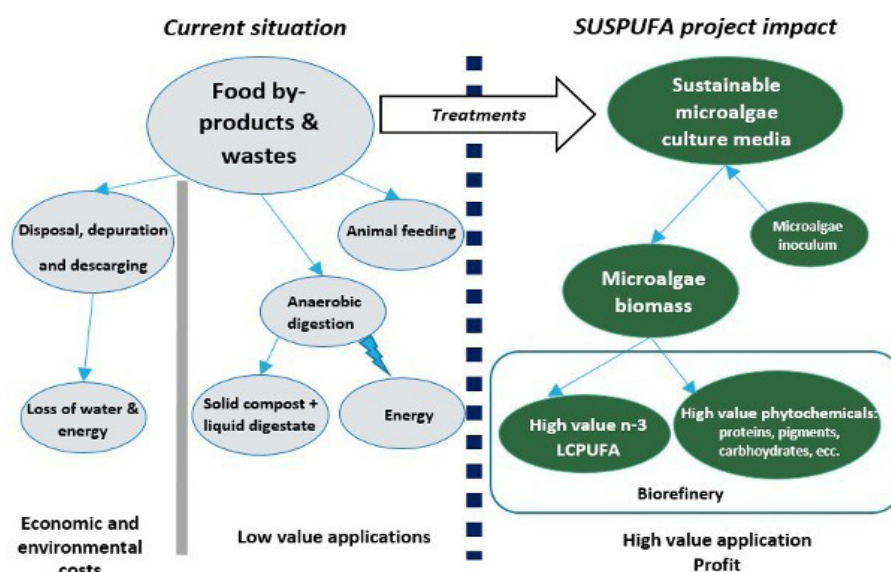 Current situation
SUSPUFA project impact
Food by-
products &
wastes
Treatments
Sustainable
microalgae
culture media
Disposal, depuration
and descarging
Animal feeding
Microalgae
inoculum
Anaerobic
digestion
Microalgae
biomass
Loss of water &
energy
Solid compost +
liquid digestate
Energy
High value n-3
LCPUFA
High value phytochemicals:
proteins, pigments,
carbhoydrates, ecc.
Biorefinery
Economic and
environmental
costs
Low value applications
High value application
Profit